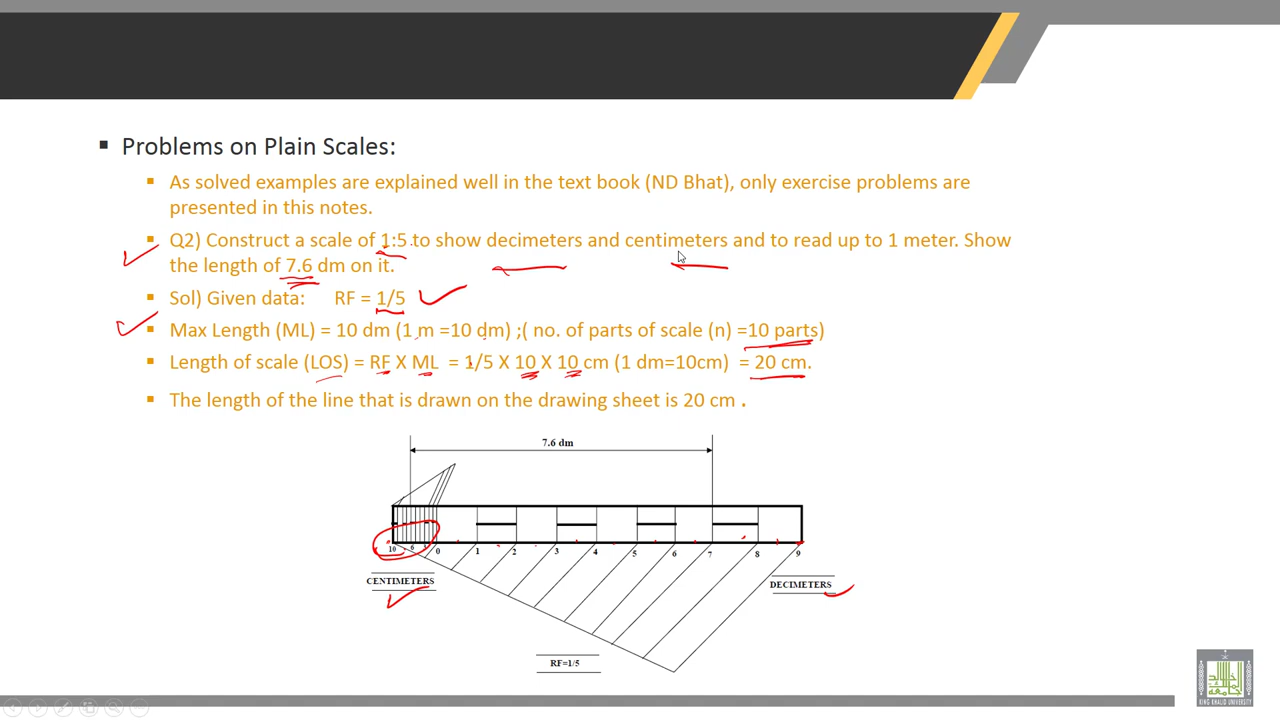 Problems on Plain Scales:
As solved examples are explained well in the text book (ND Bhat), only exercise problems are
presented in this notes.
Q2) Construct a scale of 1:5 to show decimeters and centimeters and to read up to 1 meter. Show
the length of 7.6 dm on it.
Sol) Given data: RF = 1/5
Max Length (ML) = 10 dm (1 m =10 dm) ;( no. of parts of scale (n) =10 parts)
Length of scale (LOS) = RF X ML = 1/5 X 10 X 10 cm (1 dm=10cm) = 20 cm.
The length of the line that is drawn on the drawing sheet is 20 cm .
7.6 dm
10 6 0 1 2 3 4 5 6 7 8 9
CENTIMETERS
DECIMETERS
RF=1/5
KING KHALID UNIVERSITY